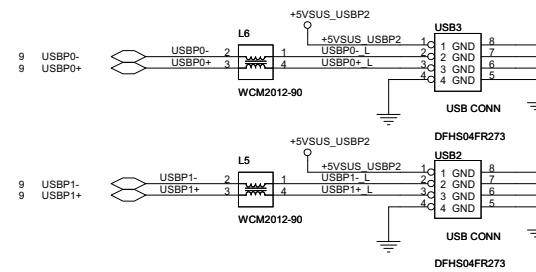 +5VSUS_USBP2
L6
USB3
9 USBP0- USBP0- 2 1 +5VSUS_USBP2 1 1 GND 8
USBP0-_L 2 2 GND 7
9 USBP0+ USBP0+ 3 4 USBP0+_L 3 3 GND 6
4 4 GND 5
WCM2012-90
USB CONN
DFHS04FR273
+5VSUS_USBP2
L5
USB2
9 USBP1- USBP1- 2 1 +5VSUS_USBP2 1 1 GND 8
USBP1-_L 2 2 GND 7
9 USBP1+ USBP1+ 3 4 USBP1+_L 3 3 GND 6
4 4 GND 5
WCM2012-90
USB CONN
DFHS04FR273